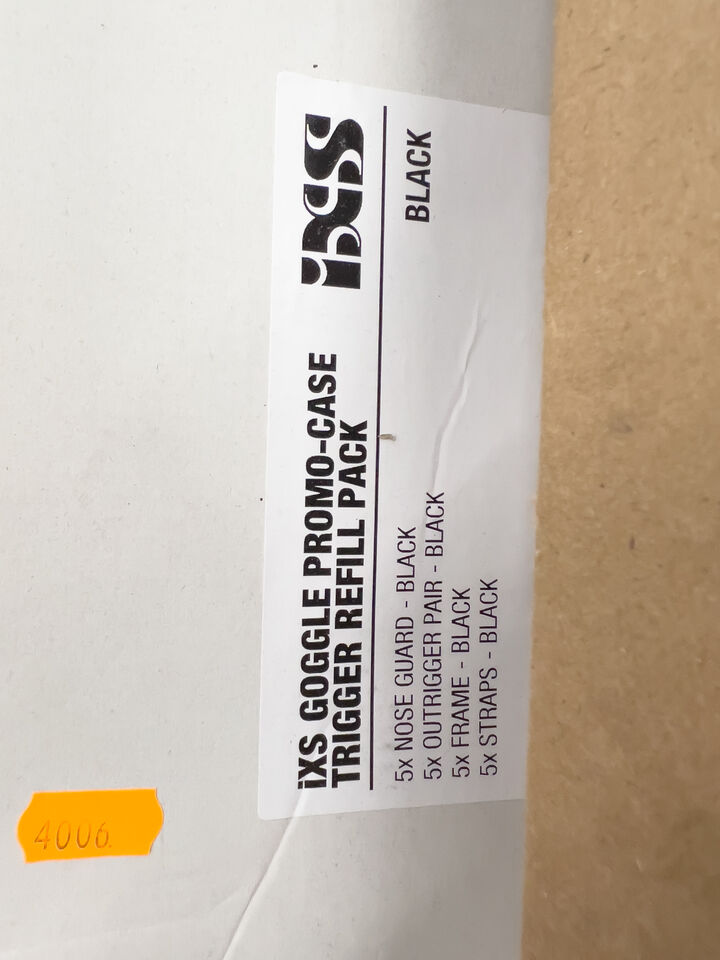 iXS GOGGLE PROMO-CASE
TRIGGER REFILL PACK
iXS
BLACK
5x NOSE GUARD - BLACK
5x OUTRIGGER PAIR - BLACK
5x FRAME - BLACK
5x STRAPS - BLACK
4006